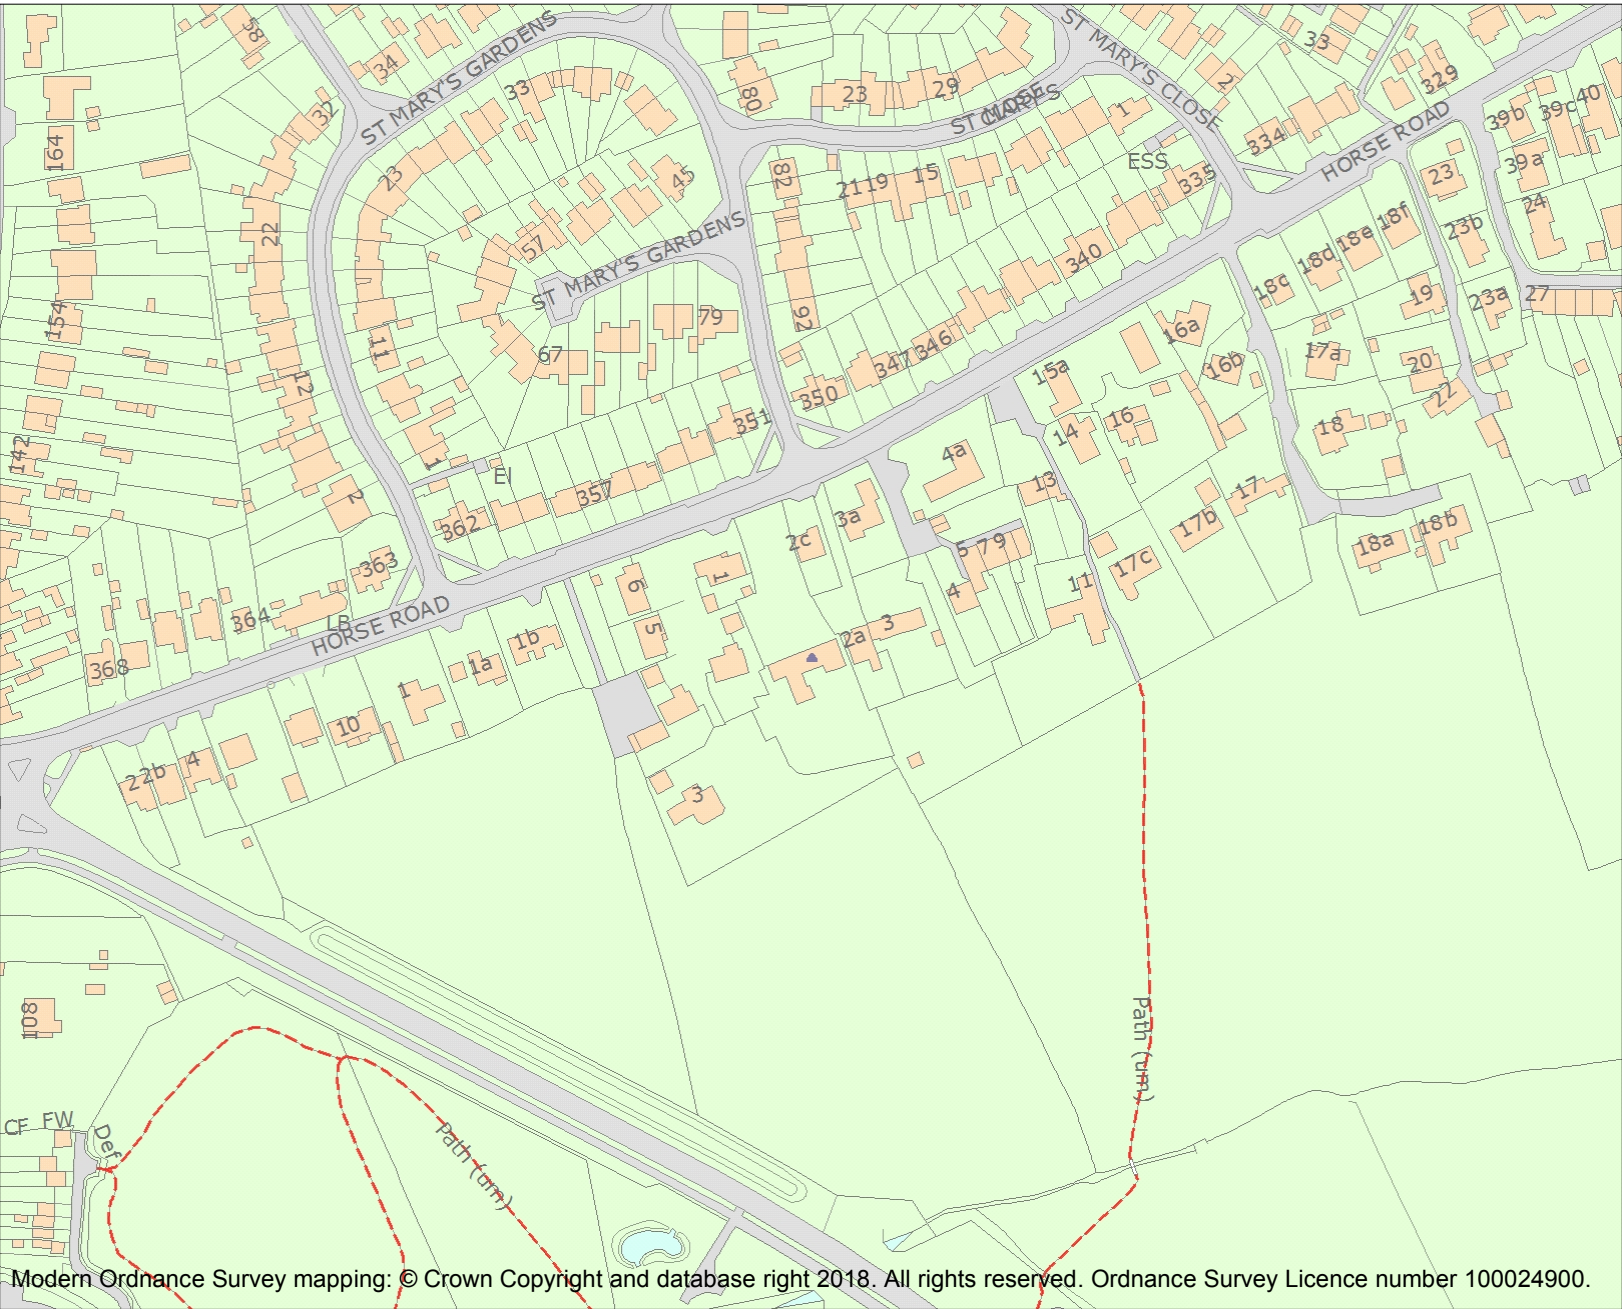 58
34
ST MARY'S GARDENS
33
32
23
22
164
154
142
12
11
1
2
57
45
ST MARY'S GARDENS
67
79
80
82
92
23
29
ST MARY'S
CLOSE
ST MARY'S CLOSE
1
2
33
329
334
335
ESS
21
19
15
HORSE ROAD
39b
39c
40
39a
23
24
23b
23a
27
18f
18e
18d
18c
19
20
22
17a
18
340
346
347
350
351
357
EI
362
363
364
LB
368
HORSE ROAD
16a
16b
15a
16
14
13
4a
3a
2c
17
17b
17c
18a
18b
5
7
9
4
11
1
6
5
2a
3
1b
1a
1
10
4
22b
3
108
CF
FW
Def
Path (um)
Path (um)
Modern Ordnance Survey mapping: © Crown Copyright and database right 2018. All rights reserved. Ordnance Survey Licence number 100024900.